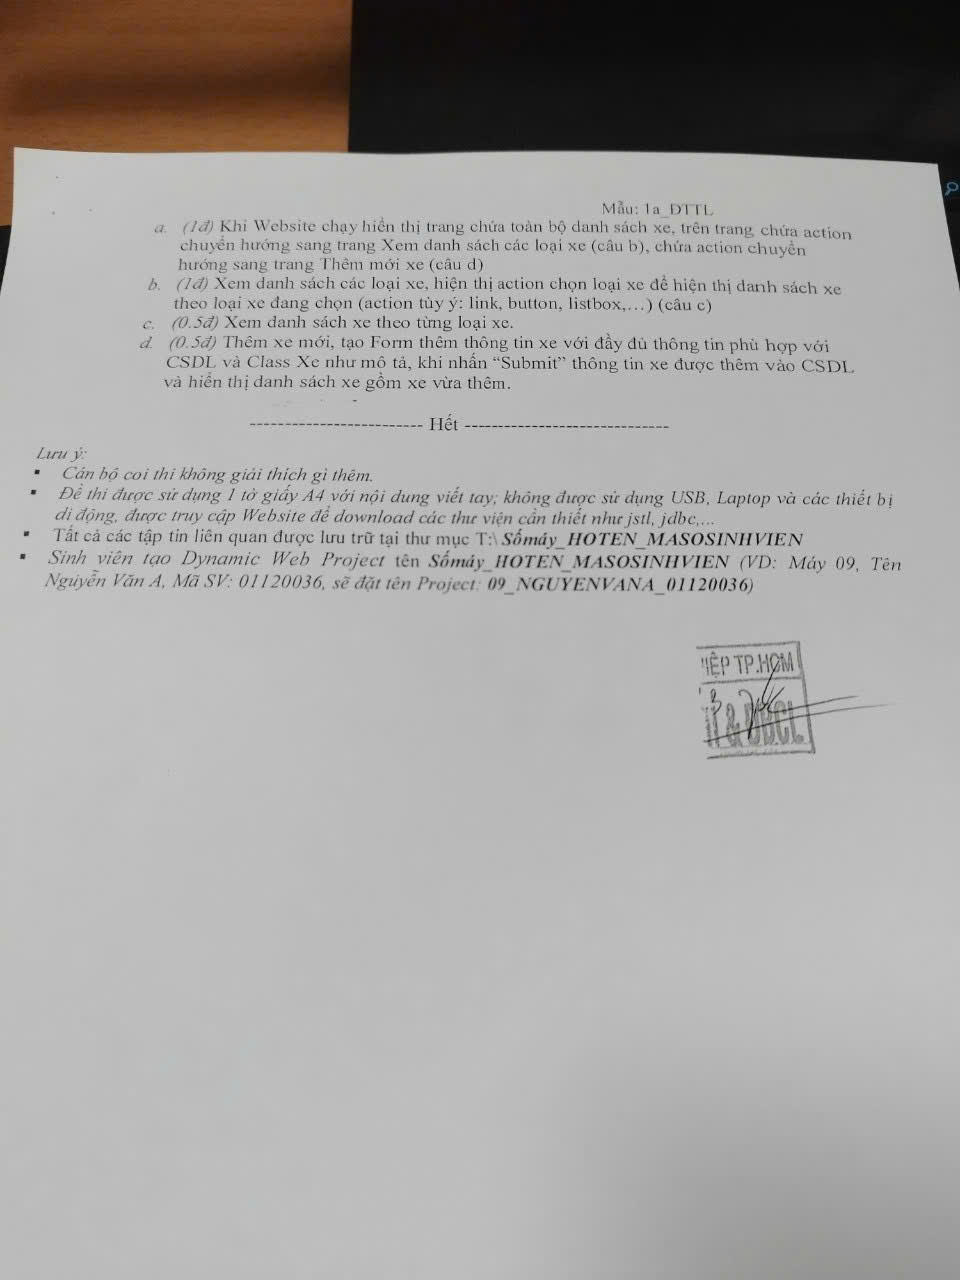 Mẫu: 1a_ĐTTL
a. (1đ) Khi Website chạy hiển thị trang chứa toàn bộ danh sách xe, trên trang chứa action
chuyển hướng sang trang Xem danh sách các loại xe (câu b), chứa action chuyển
hướng sang trang Thêm mới xe (câu d)
b. (1đ) Xem danh sách các loại xe, hiện thị action chọn loại xe để hiện thị danh sách xe
theo loại xe đang chọn (action tùy ý: link, button, listbox,...) (câu c)
c. (0.5đ) Xem danh sách xe theo từng loại xe.
d. (0.5đ) Thêm xe mới, tạo Form thêm thông tin xe với đầy đủ thông tin phù hợp với
CSDL và Class Xe như mô tả, khi nhấn “Submit” thông tin xe được thêm vào CSDL
và hiển thị danh sách xe gồm xe vừa thêm.
------------------------- Hết -----------------------------
Lưu ý:
▪ Cán bộ coi thi không giải thích gì thêm.
▪ Đề thi được sử dụng 1 tờ giấy A4 với nội dung viết tay; không được sử dụng USB, Laptop và các thiết bị
di động, được truy cập Website để download các thư viện cần thiết như jstl, jdbc,...
▪ Tất cả các tập tin liên quan được lưu trữ tại thư mục T:\Sốmáy_HOTEN_MASOSINHVIEN
▪ Sinh viên tạo Dynamic Web Project tên Sốmáy_HOTEN_MASOSINHVIEN (VD: Máy 09, Tên
Nguyễn Văn A, Mã SV: 01120036, sẽ đặt tên Project: 09_NGUYENVANA_01120036)
IỆP TP.HCM
& ĐBCL